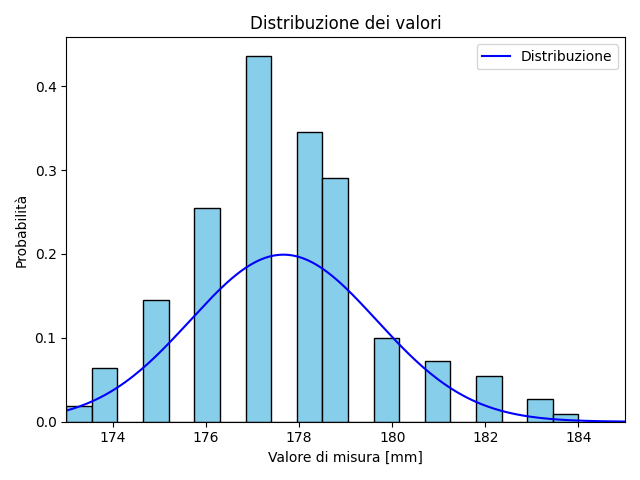 Distribuzione dei valori
Distribuzione
Probabilità
0.4
0.3
0.2
0.1
0.0
174 176 178 180 182 184
Valore di misura [mm]